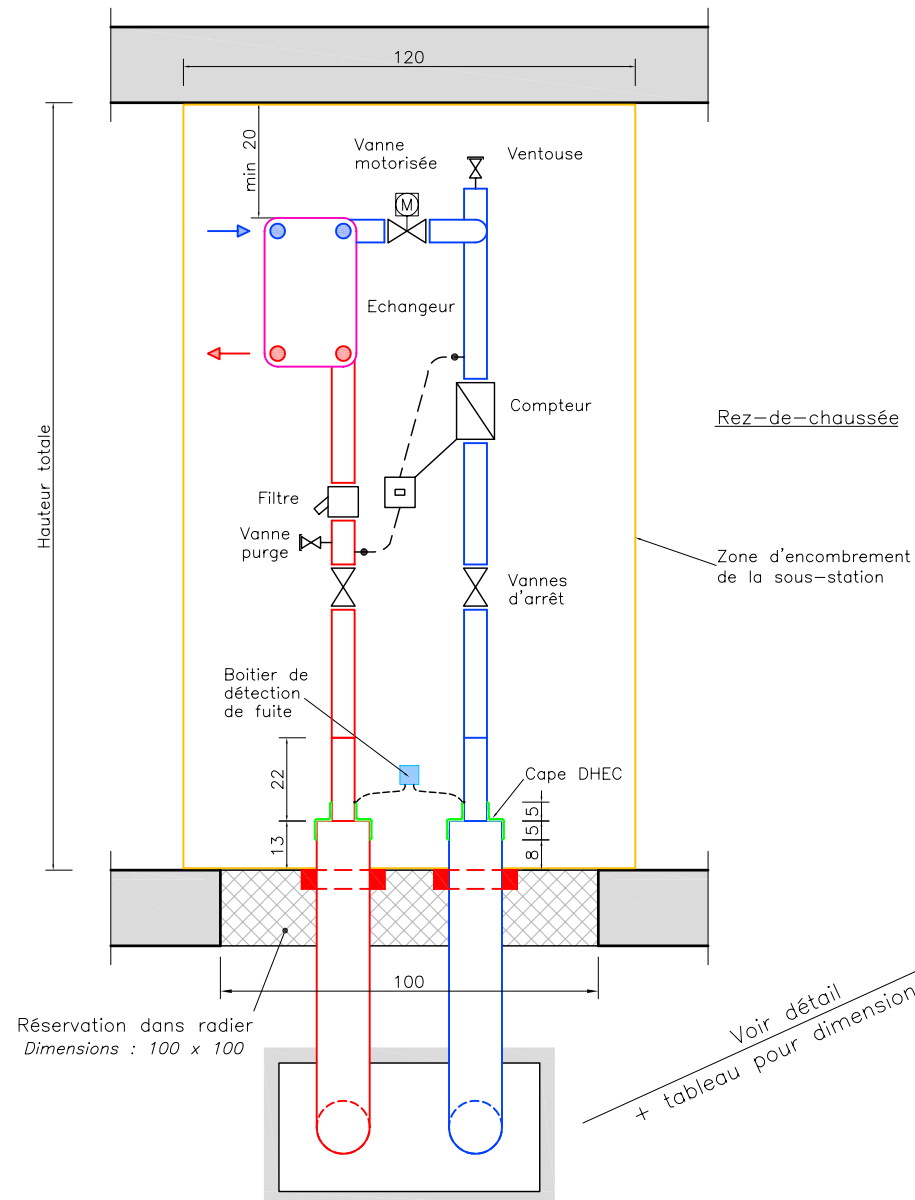 120
min 20
Vanne
motorisée
Ventouse
M
Echangeur
Compteur
Rez-de-chaussée
Hauteur totale
Filtre
Vanne
purge
Zone d'encombrement
de la sous-station
Vannes
d'arrêt
Boitier de
détection
de fuite
22
Cape DHEC
5
5
13
8
100
Réservation dans radier
Dimensions : 100 x 100
Voir détail
+ tableau pour dimension